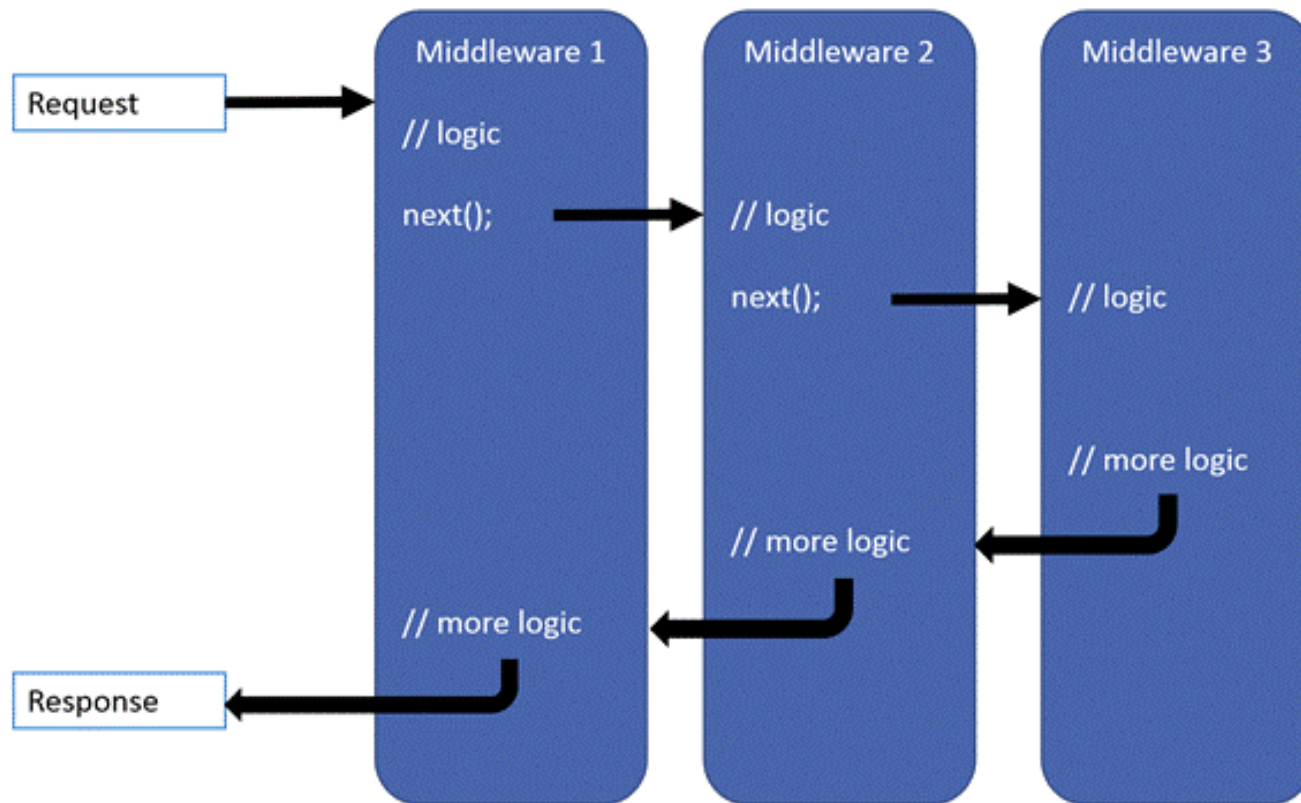 Middleware 1
Middleware 2
Middleware 3
Request
// logic
next();
// logic
next();
// logic
// more logic
// more logic
// more logic
Response